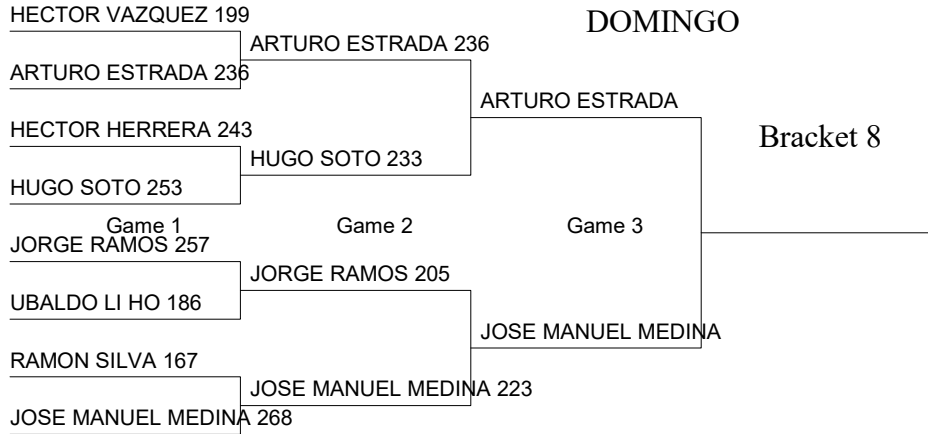 HECTOR VAZQUEZ 199
DOMINGO
ARTURO ESTRADA 236
ARTURO ESTRADA 236
ARTURO ESTRADA
HECTOR HERRERA 243
Bracket 8
HUGO SOTO 233
HUGO SOTO 253
Game 1
Game 2
Game 3
JORGE RAMOS 257
JORGE RAMOS 205
UBALDO LI HO 186
JOSE MANUEL MEDINA
RAMON SILVA 167
JOSE MANUEL MEDINA 223
JOSE MANUEL MEDINA 268